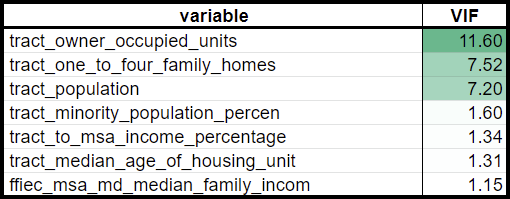 variable VIF
tract_owner_occupied_units 11.60
tract_one_to_four_family_homes 7.52
tract_population 7.20
tract_minority_population_percen 1.60
tract_to_msa_income_percentage 1.34
tract_median_age_of_housing_unit 1.31
ffiec_msa_md_median_family_incom 1.15